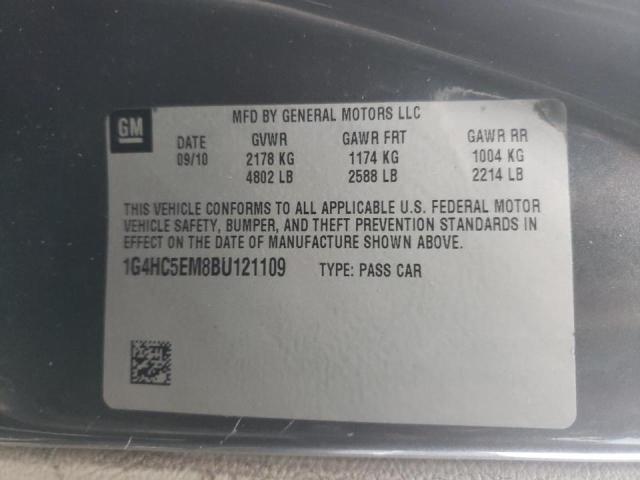 GM
MFD BY GENERAL MOTORS LLC
DATE GVWR GAWR FRT GAWR RR
09/10 2178 KG 1174 KG 1004 KG
4802 LB 2588 LB 2214 LB
THIS VEHICLE CONFORMS TO ALL APPLICABLE U.S. FEDERAL MOTOR
VEHICLE SAFETY, BUMPER, AND THEFT PREVENTION STANDARDS IN
EFFECT ON THE DATE OF MANUFACTURE SHOWN ABOVE.
1G4HC5EM8BU121109 TYPE: PASS CAR